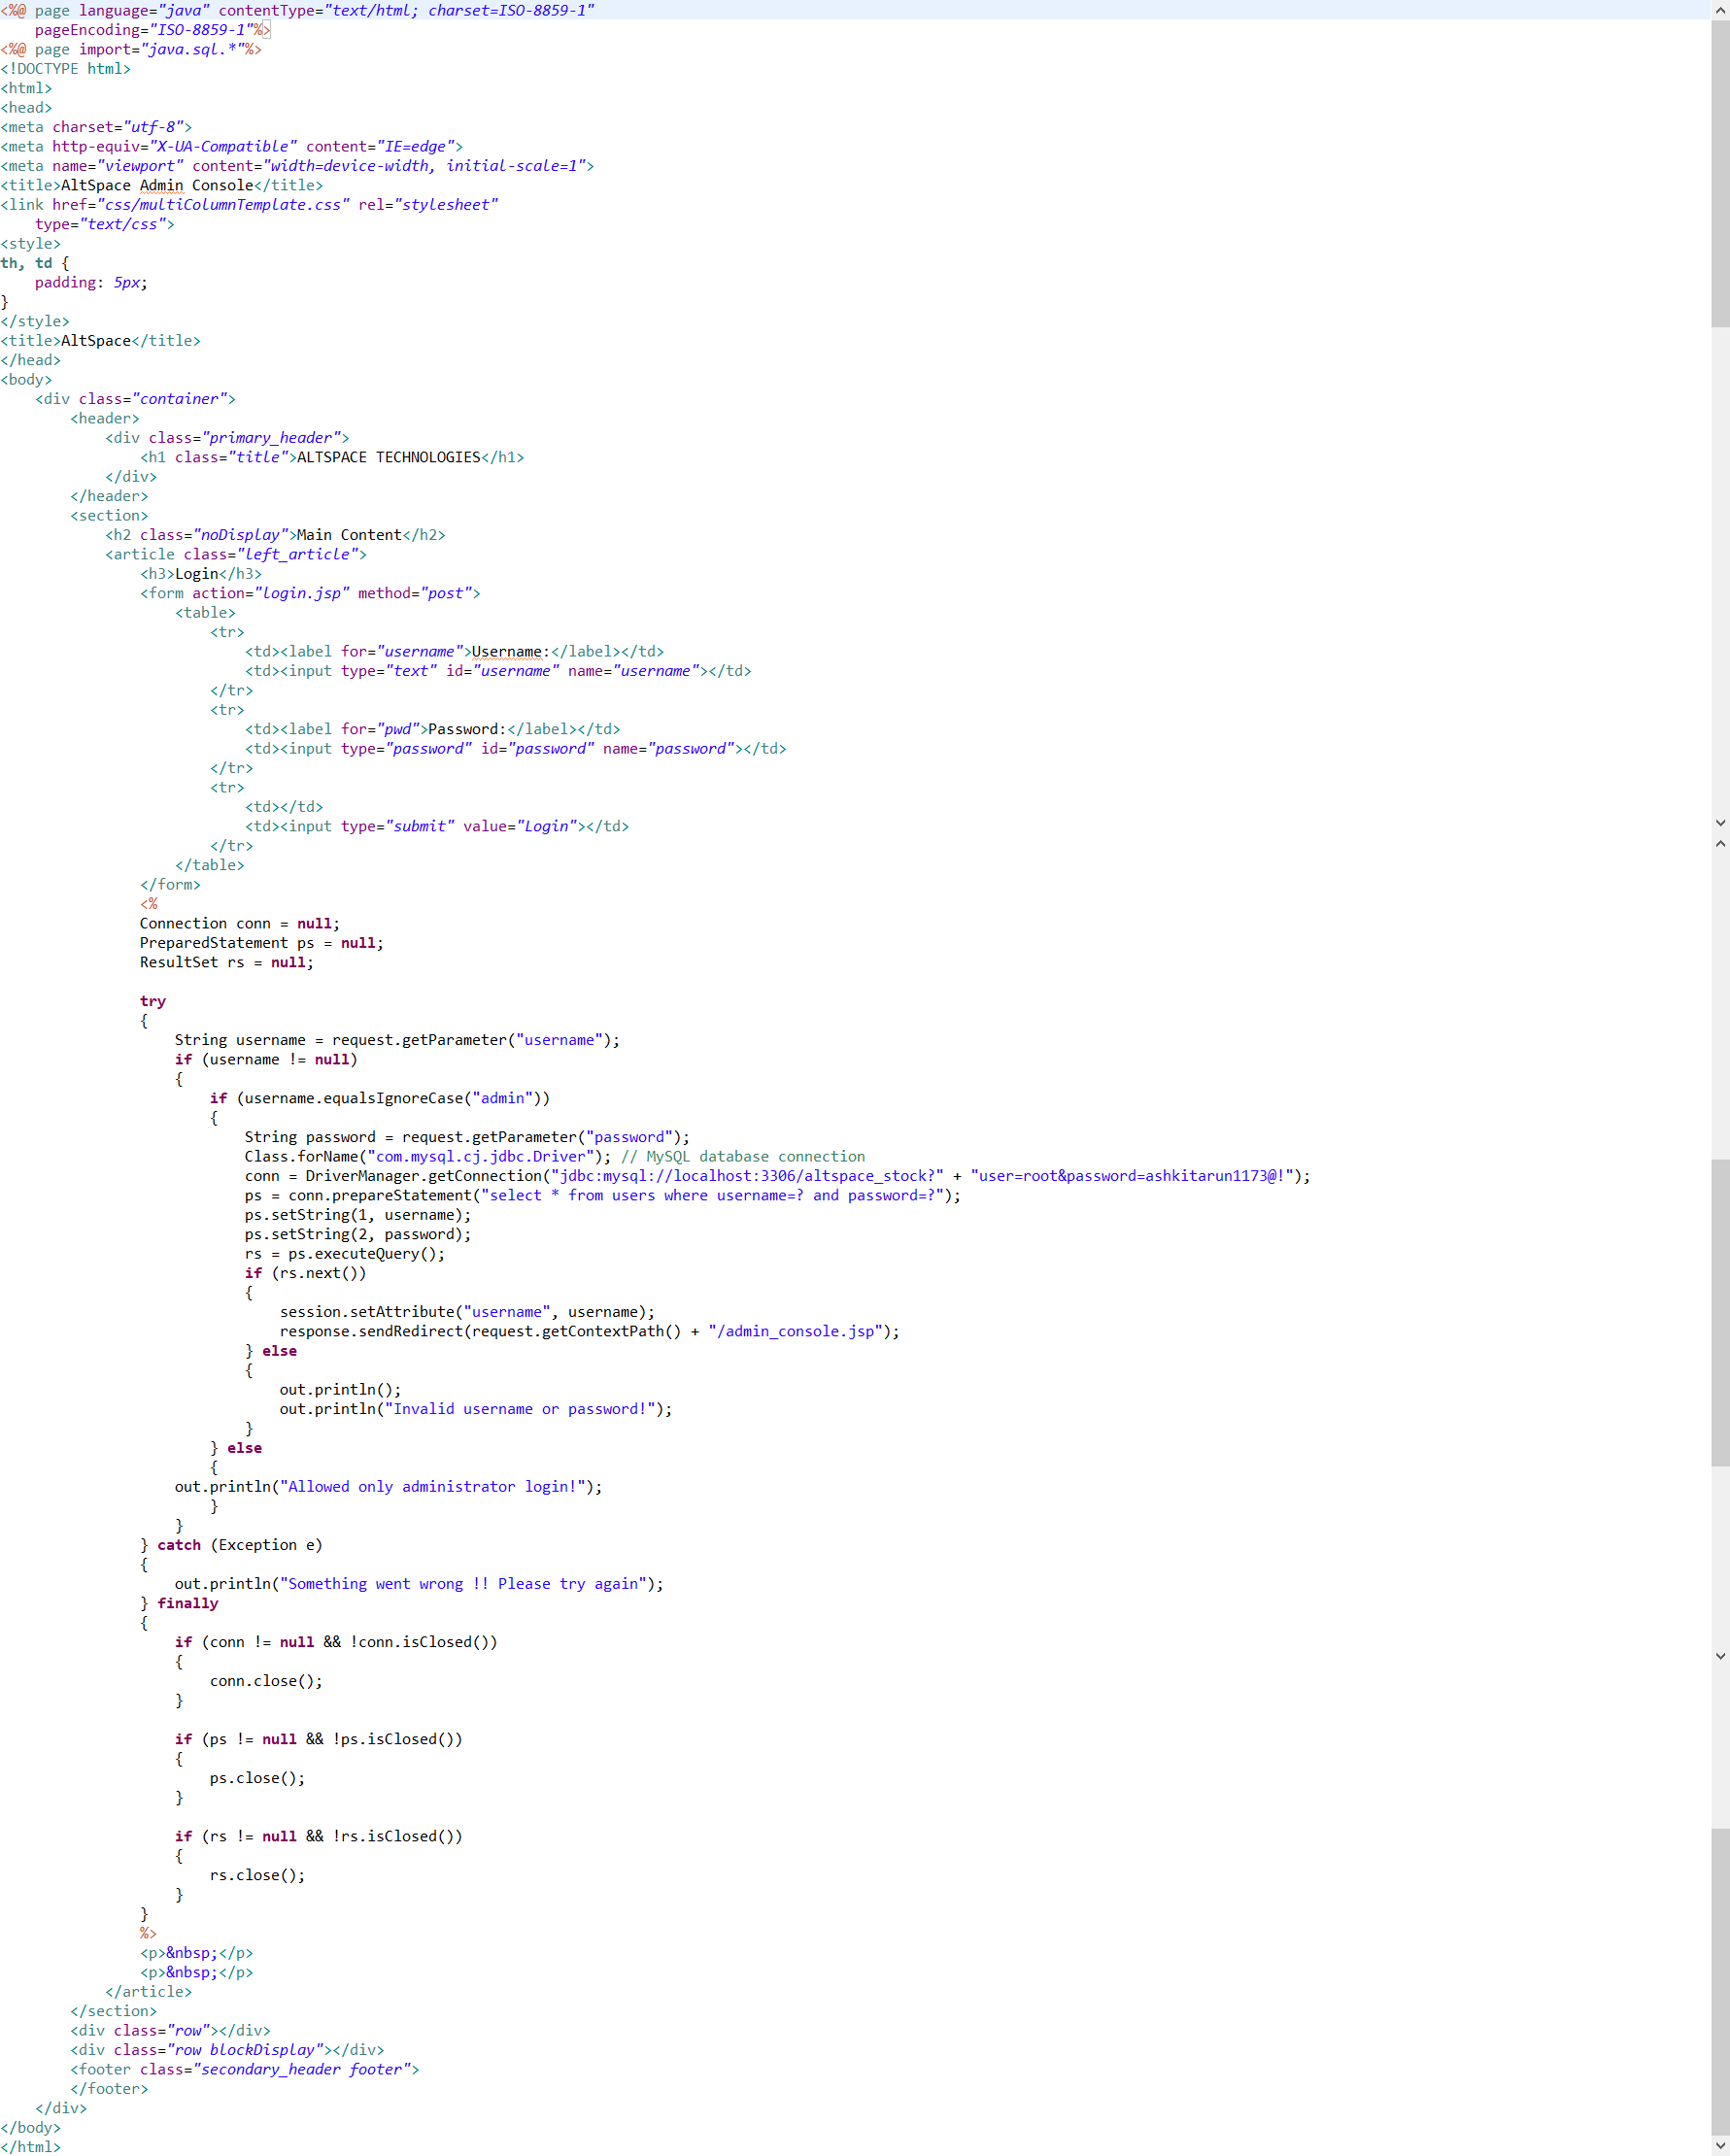 <%@ page language="java" contentType="text/html; charset=ISO-8859-1"
    pageEncoding="ISO-8859-1"%>
<%@ page import="java.sql.*"%>
<!DOCTYPE html>
<html>
<head>
<meta charset="utf-8">
<meta http-equiv="X-UA-Compatible" content="IE=edge">
<meta name="viewport" content="width=device-width, initial-scale=1">
<title>AltSpace Admin Console</title>
<link href="css/multiColumnTemplate.css" rel="stylesheet"
    type="text/css">
<style>
th, td {
    padding: 5px;
}
</style>
<title>AltSpace</title>
</head>
<body>
    <div class="container">
        <header>
            <div class="primary_header">
                <h1 class="title">ALTSPACE TECHNOLOGIES</h1>
            </div>
        </header>
        <section>
            <h2 class="noDisplay">Main Content</h2>
            <article class="left_article">
                <h3>Login</h3>
                <form action="login.jsp" method="post">
                    <table>
                        <tr>
                            <td><label for="username">Username:</label></td>
                            <td><input type="text" id="username" name="username"></td>
                        </tr>
                        <tr>
                            <td><label for="pwd">Password:</label></td>
                            <td><input type="password" id="password" name="password"></td>
                        </tr>
                        <tr>
                            <td></td>
                            <td><input type="submit" value="Login"></td>
                        </tr>
                    </table>
                </form>
                <%
                Connection conn = null;
                PreparedStatement ps = null;
                ResultSet rs = null;

                try
                {
                    String username = request.getParameter("username");
                    if (username != null)
                    {
                        if (username.equalsIgnoreCase("admin"))
                        {
                            String password = request.getParameter("password");
                            Class.forName("com.mysql.cj.jdbc.Driver"); // MySQL database connection
                            conn = DriverManager.getConnection("jdbc:mysql://localhost:3306/altspace_stock?" + "user=root&password=ashkitarun1173@!");
                            ps = conn.prepareStatement("select * from users where username=? and password=?");
                            ps.setString(1, username);
                            ps.setString(2, password);
                            rs = ps.executeQuery();
                            if (rs.next())
                            {
                                session.setAttribute("username", username);
                                response.sendRedirect(request.getContextPath() + "/admin_console.jsp");
                            } else
                            {
                                out.println();
                                out.println("Invalid username or password!");
                            }
                        } else
                        {
                    out.println("Allowed only administrator login!");
                        }
                    }
                } catch (Exception e)
                {
                    out.println("Something went wrong !! Please try again");
                } finally
                {
                    if (conn != null && !conn.isClosed())
                    {
                        conn.close();
                    }

                    if (ps != null && !ps.isClosed())
                    {
                        ps.close();
                    }

                    if (rs != null && !rs.isClosed())
                    {
                        rs.close();
                    }
                }
                %>
                <p>&nbsp;</p>
                <p>&nbsp;</p>
            </article>
        </section>
        <div class="row"></div>
        <div class="row blockDisplay"></div>
        <footer class="secondary_header footer">
        </footer>
    </div>
</body>
</html>